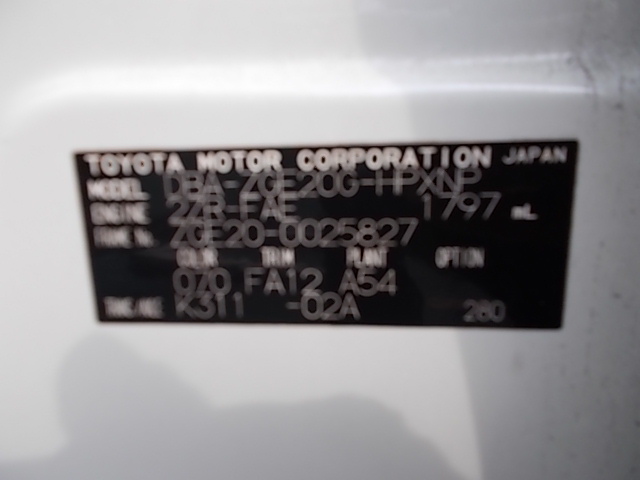 TOYOTA MOTOR CORPORATION JAPAN
MODEL DBA-ZGE20G-HPXNP
ENGINE 2ZR-FAE 1797 mL
FRAME No. ZGE20-0025827
COLOR TRIM PLANT OPTION
070 FA12 A54
TRANS/AXLE K311 -02A 280